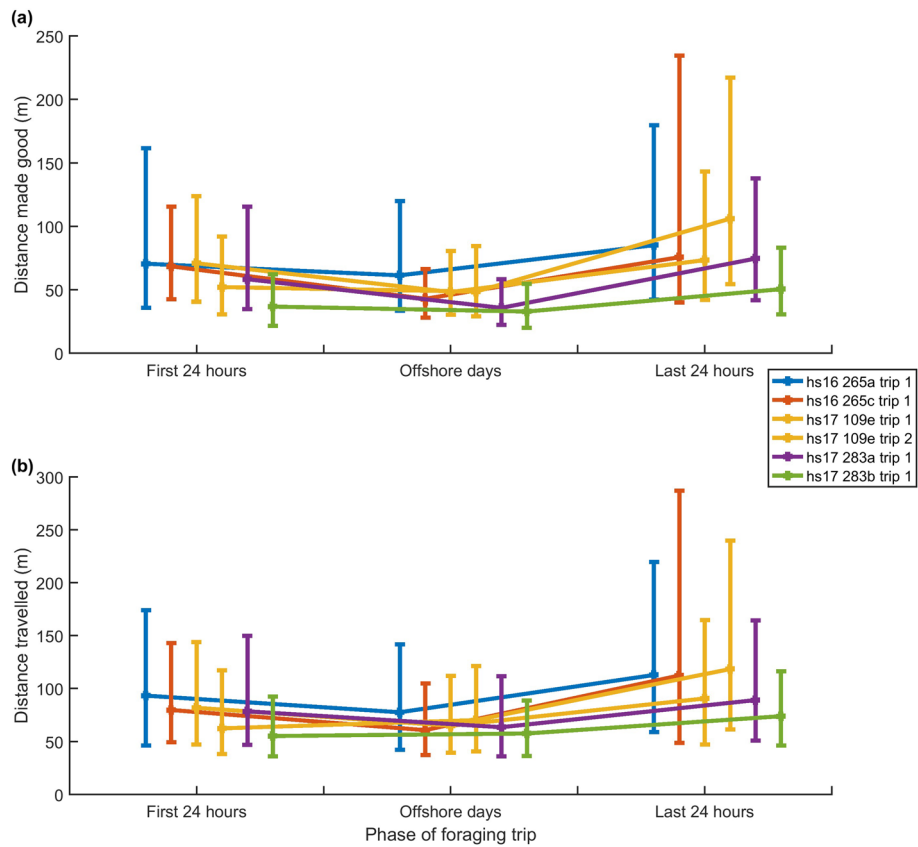 (a)
250
200
150
100
50
0
Distance made good (m)
First 24 hours Offshore days Last 24 hours
hs16 265a trip 1
hs16 265c trip 1
hs17 109e trip 1
hs17 109e trip 2
hs17 283a trip 1
hs17 283b trip 1
(b)
300
250
200
150
100
50
0
Distance travelled (m)
First 24 hours Offshore days Last 24 hours
Phase of foraging trip